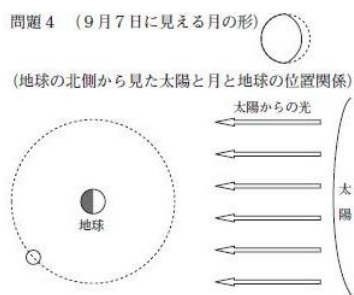 問題4 (9月7日に見える月の形)
(地球の北側から見た太陽と月と地球の位置関係)
太陽からの光
太陽
地球